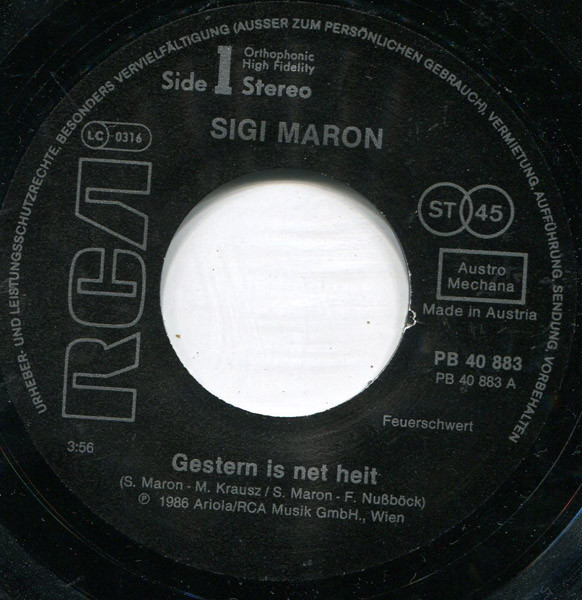 URHEBER- UND LEISTUNGSSCHUTZRECHTE, BESONDERS VERVIELFÄLTIGUNG (AUSSER ZUM PERSÖNLICHEN GEBRAUCH), VERMIETUNG, AUFFÜHRUNG, SENDUNG, VORBEHALTEN
Side 1 Orthophonic
High Fidelity
Stereo
LC 0316
SIGI MARON
RCA
ST 45
Austro
Mechana
Made in Austria
PB 40 883
PB 40 883 A
Feuerschwert
3:56
Gestern is net heit
(S. Maron - M. Krausz / S. Maron - F. Nußböck)
℗ 1986 Ariola/RCA Musik GmbH., Wien